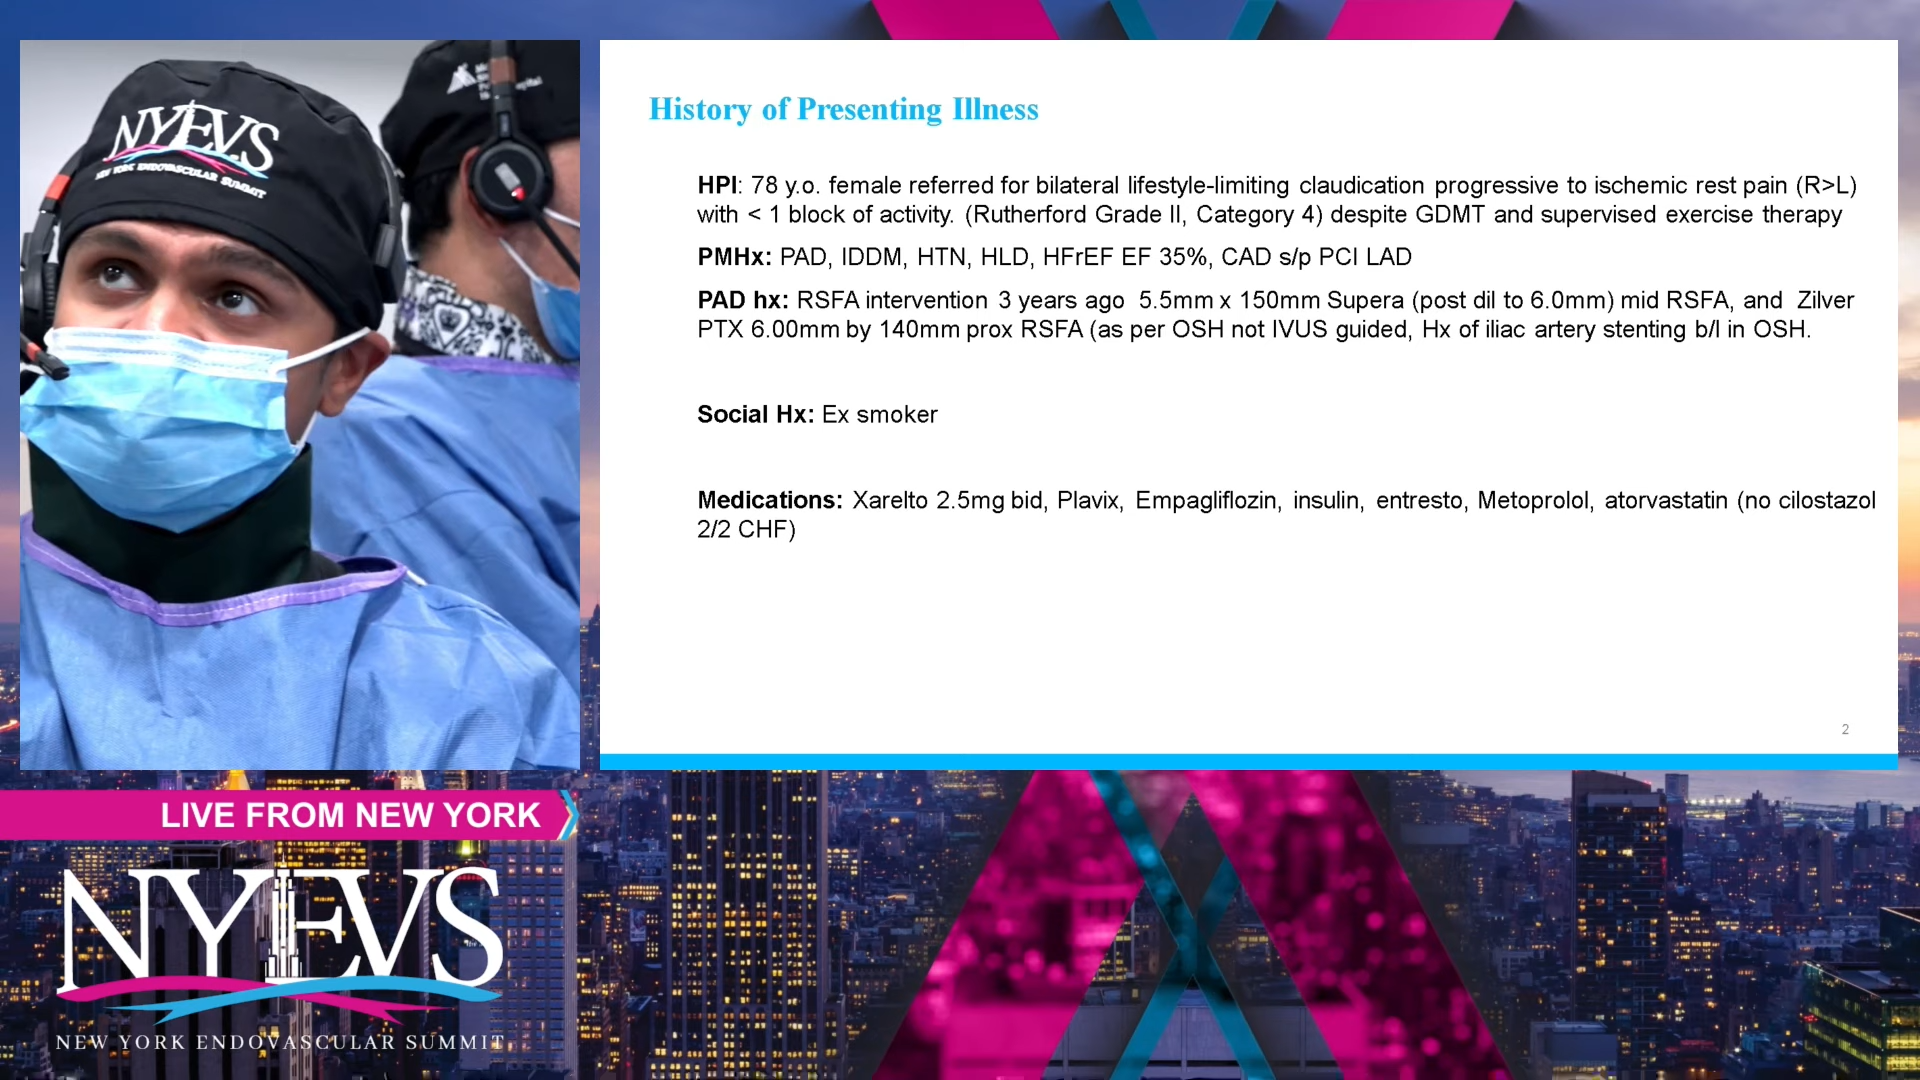 NYEVS
NEW YORK ENDOVASCULAR SUMMIT
History of Presenting Illness
HPI: 78 y.o. female referred for bilateral lifestyle-limiting claudication progressive to ischemic rest pain (R>L)
with < 1 block of activity. (Rutherford Grade II, Category 4) despite GDMT and supervised exercise therapy
PMHx: PAD, IDDM, HTN, HLD, HFrEF EF 35%, CAD s/p PCI LAD
PAD hx: RSFA intervention 3 years ago 5.5mm x 150mm Supera (post dil to 6.0mm) mid RSFA, and Zilver
PTX 6.00mm by 140mm prox RSFA (as per OSH not IVUS guided, Hx of iliac artery stenting b/l in OSH.
Social Hx: Ex smoker
Medications: Xarelto 2.5mg bid, Plavix, Empagliflozin, insulin, entresto, Metoprolol, atorvastatin (no cilostazol
2/2 CHF)
2
LIVE FROM NEW YORK
NYEVS
NEW YORK ENDOVASCULAR SUMMIT